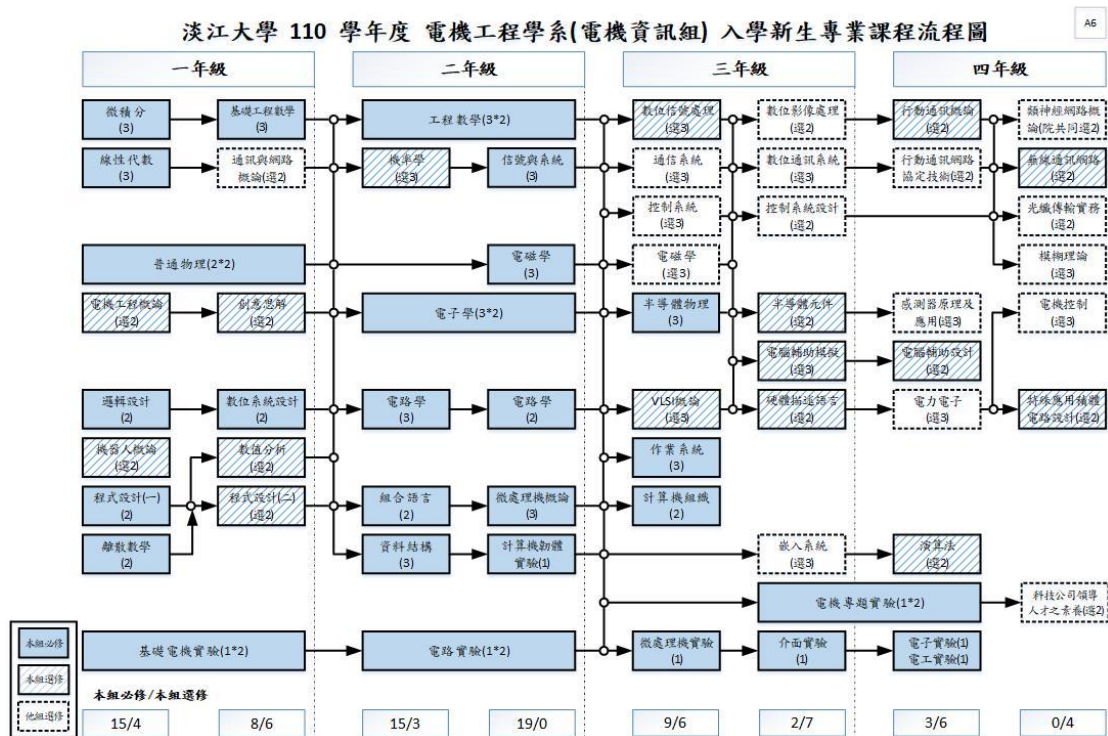 淡江大學 110 學年度 電機工程學系(電機資訊組) 入學新生專業課程流程圖
A6
一年級
二年級
三年級
四年級
微積分
(3)
基礎工程數學
(3)
工程數學(3*2)
數位信號處理
(選3)
數位影像處理
(選2)
行動通訊概論
(選2)
類神經網路概
論(院共同選2)
線性代數
(3)
通訊與網路
概論(選2)
機率學
(選3)
信號與系統
(3)
通信系統
(選3)
數位通訊系統
(選3)
行動通訊網路
協定技術(選2)
無線通訊網路
(選2)
控制系統
(選3)
控制系統設計
(選2)
光纖傳輸實務
(選2)
普通物理(2*2)
電磁學
(3)
電磁學
(選3)
模糊理論
(選3)
電機工程概論
(選2)
創意思解
(選2)
電子學(3*2)
半導體物理
(3)
半導體元件
(選2)
感測器原理及
應用(選3)
電機控制
(選3)
電腦輔助模擬
(選3)
電腦輔助設計
(選2)
邏輯設計
(2)
數位系統設計
(2)
電路學
(3)
電路學
(2)
VLSI概論
(選3)
硬體描述語言
(選2)
電力電子
(選3)
特殊應用積體
電路設計(選2)
機器人概論
(選2)
數值分析
(選2)
作業系統
(3)
程式設計(一)
(2)
程式設計(二)
(選2)
組合語言
(2)
微處理機概論
(3)
計算機組織
(2)
離散數學
(2)
資料結構
(3)
計算機韌體
實驗(1)
嵌入系統
(選3)
演算法
(選2)
電機專題實驗(1*2)
科技公司領導
人才之素養(選2)
本組必修
本組選修
他組選修
基礎電機實驗(1*2)
電路實驗(1*2)
微處理機實驗
(1)
介面實驗
(1)
電子實驗(1)
電工實驗(1)
本組必修/本組選修
15/4
8/6
15/3
19/0
9/6
2/7
3/6
0/4